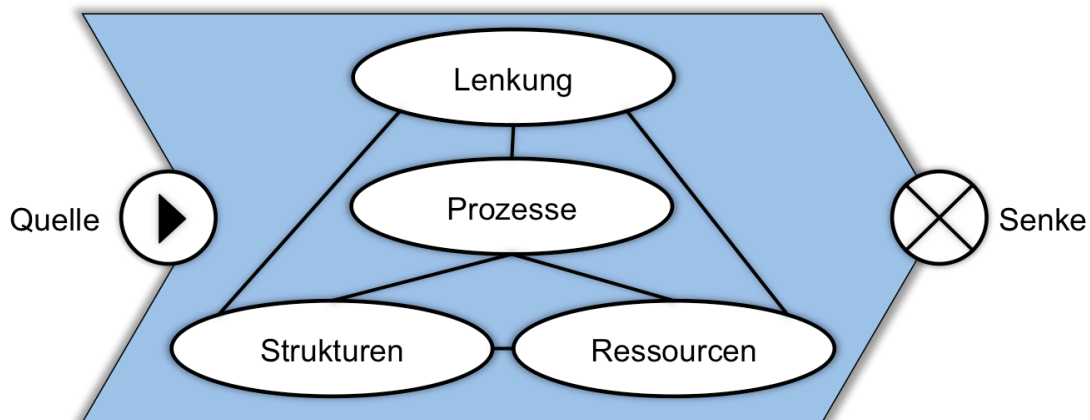 Lenkung
Prozesse
Quelle
Senke
Strukturen
Ressourcen